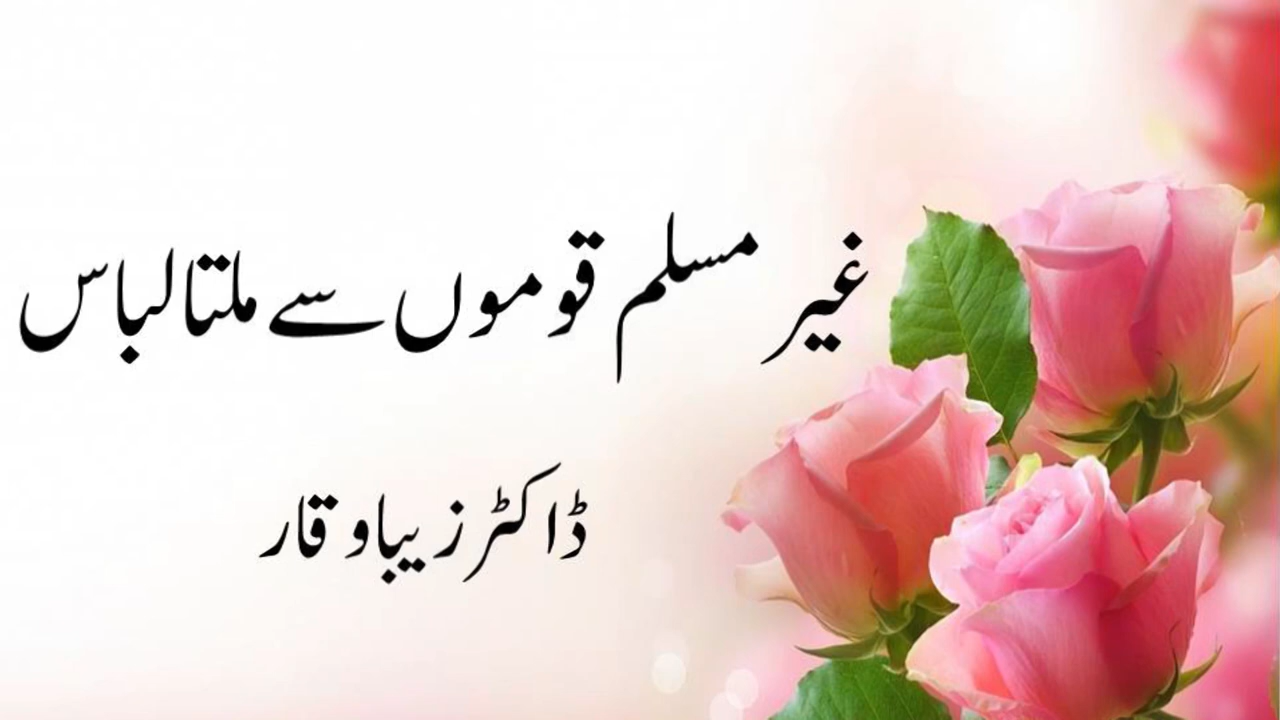 غیر مسلم قوموں سے ملتا لباس
ڈاکٹر زیبا وقار